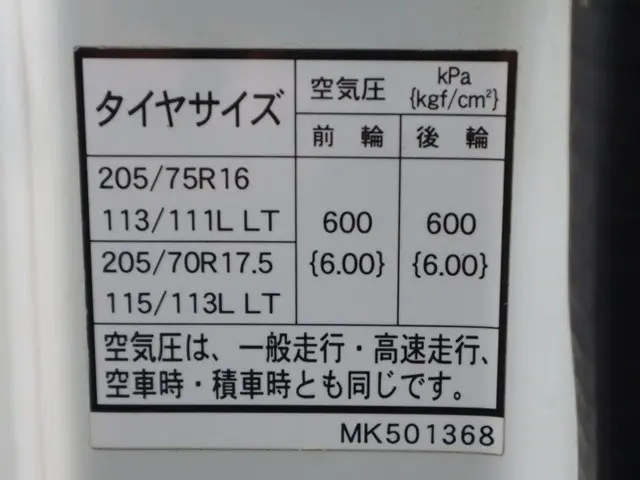 タイヤサイズ
空気圧 kPa {kgf/cm²}
前輪 後輪
205/75R16
113/111L LT
600 600
{6.00} {6.00}
205/70R17.5
115/113L LT
空気圧は、一般走行・高速走行、
空車時・積車時とも同じです。
MK501368